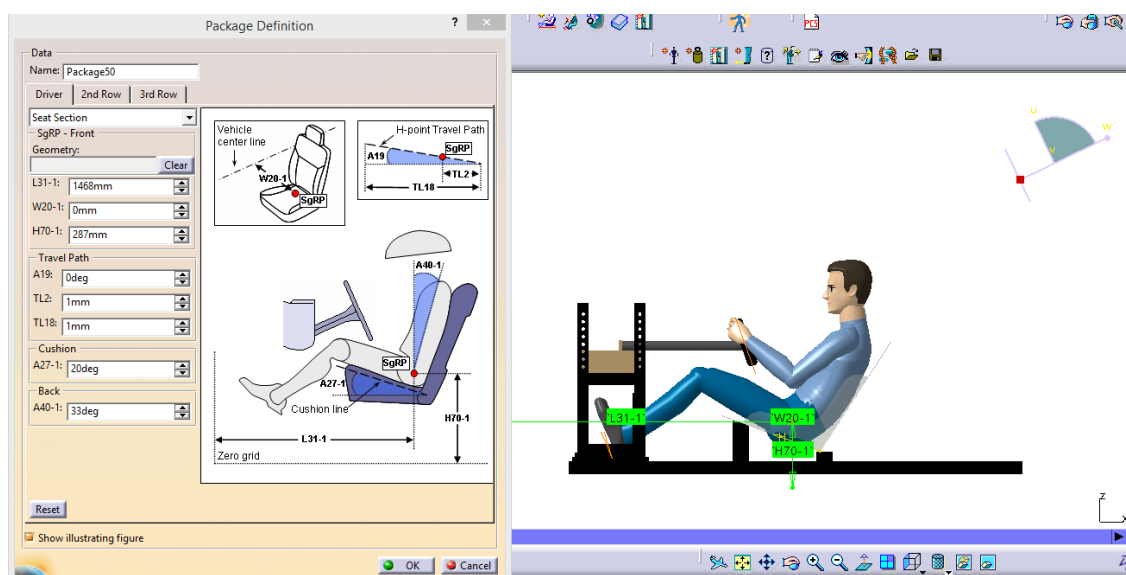 Package Definition
?
×
Data
Name: Package50
Driver
2nd Row
3rd Row
Seat Section
SgRP - Front
Geometry:
Clear
L31-1: 1468mm
W20-1: 0mm
H70-1: 287mm
Travel Path
A19: 0deg
TL2: 1mm
TL18: 1mm
Cushion
A27-1: 20deg
Back
A40-1: 33deg
Reset
Show illustrating figure
OK
Cancel
Vehicle
center line
W20-1
SgRP
H-point Travel Path
A19
SgRP
TL2
TL18
A40-1
SgRP
A27-1
Cushion line
H70-1
L31-1
Zero grid
PCS
u
w
v
'L31-1'
'W20-1'
'H70-1'
z
x